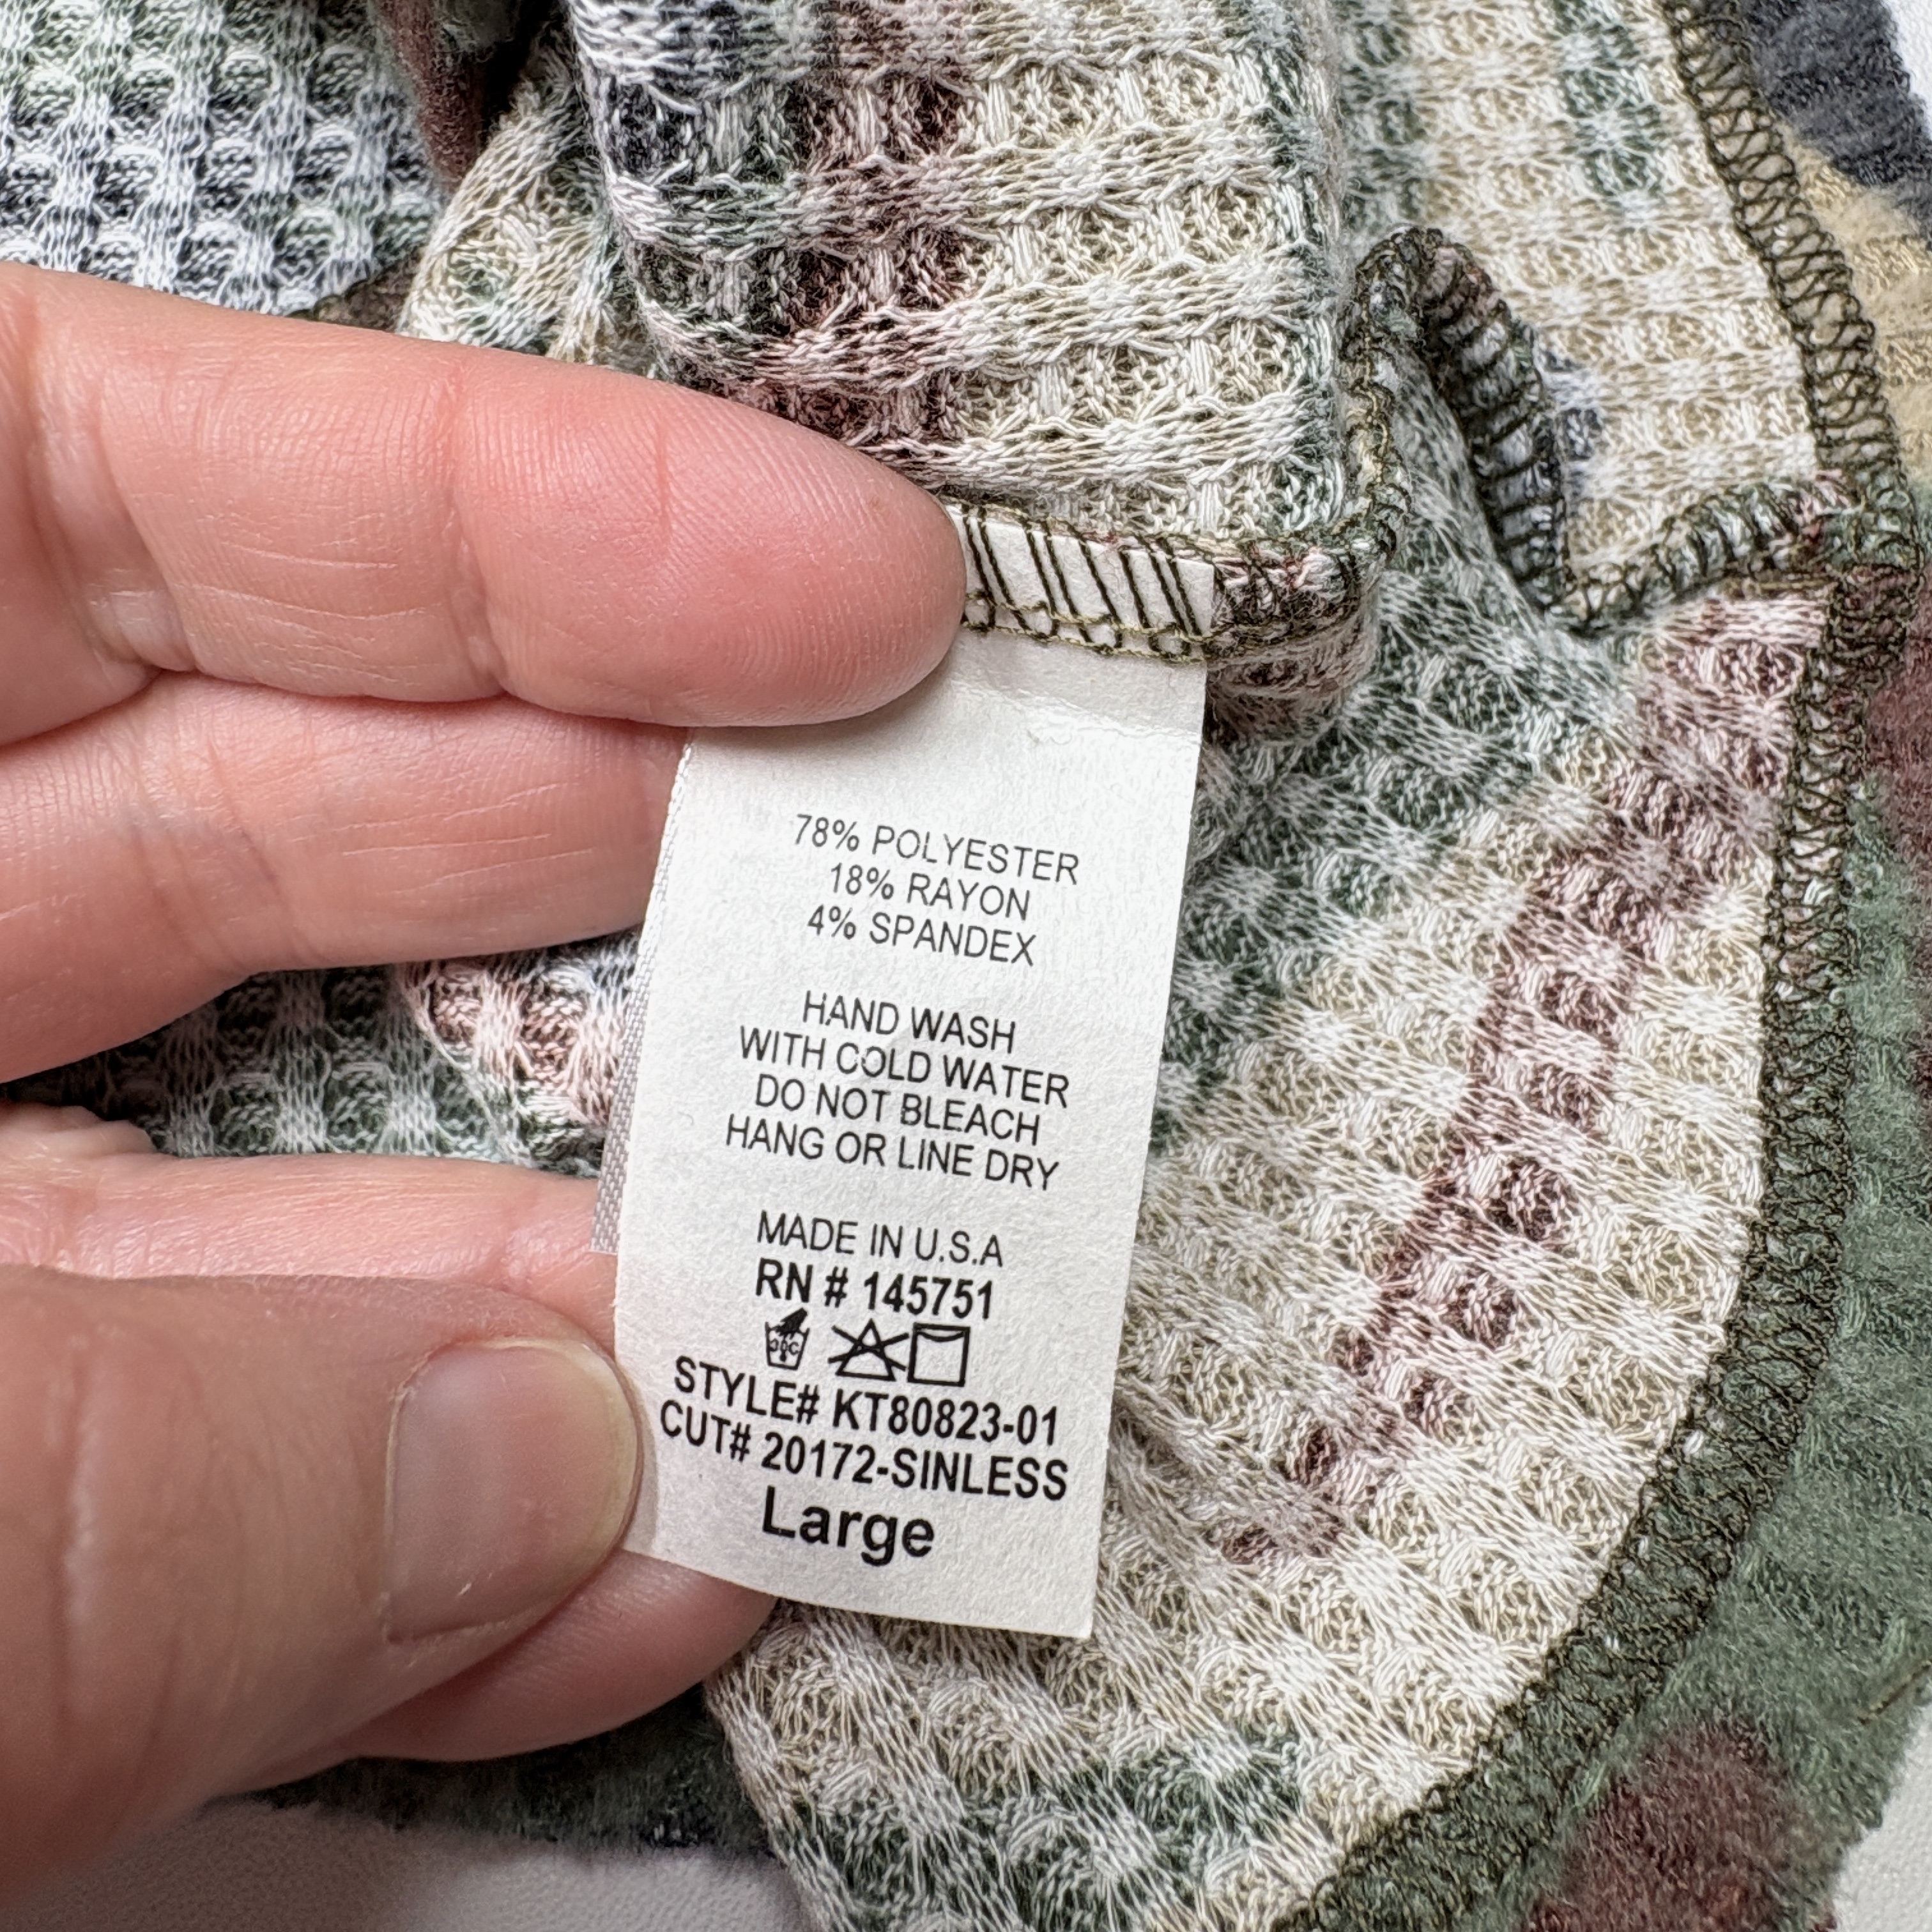 78% POLYESTER
18% RAYON
4% SPANDEX
HAND WASH
WITH COLD WATER
DO NOT BLEACH
HANG OR LINE DRY
MADE IN U.S.A
RN # 145751
STYLE# KT80823-01
CUT# 20172-SINLESS
Large